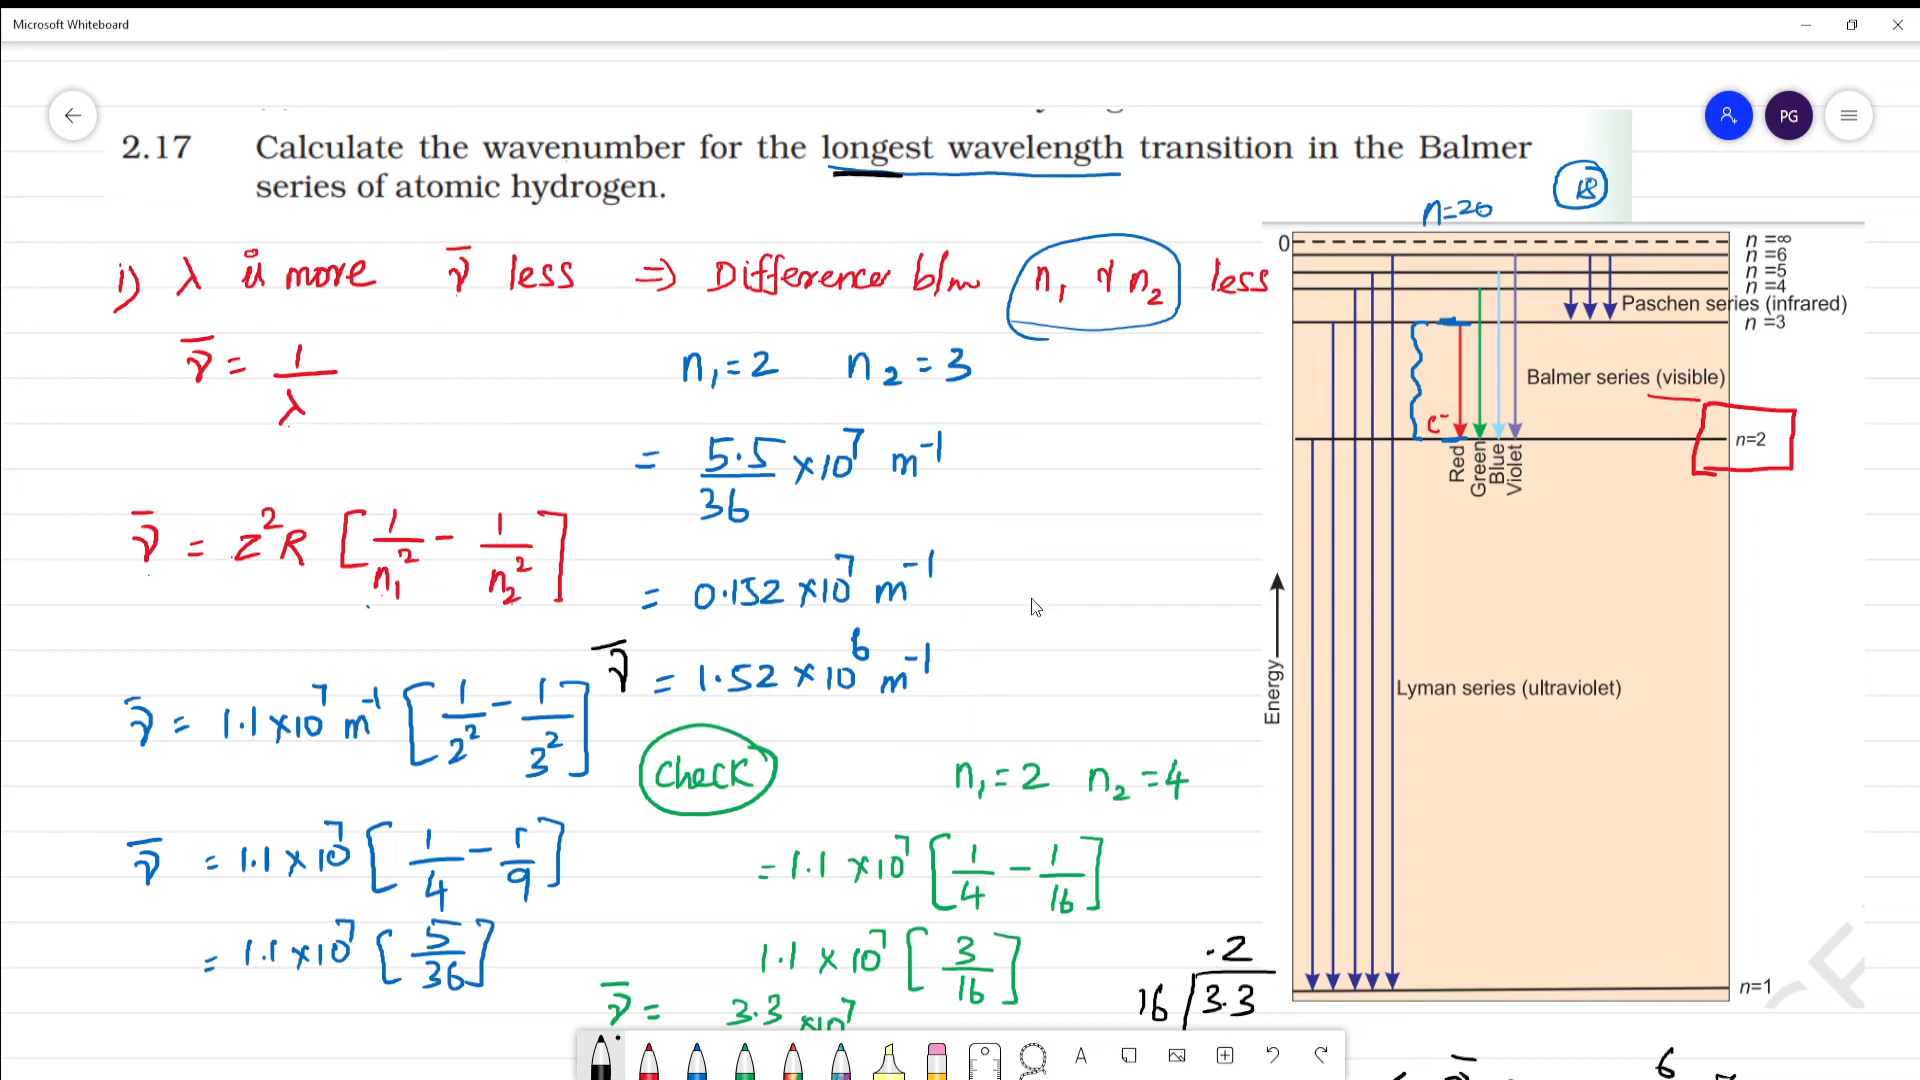 Microsoft Whiteboard
PG
2.17 Calculate the wavenumber for the longest wavelength transition in the Balmer
series of atomic hydrogen.
18
n=20
i) λ is more ν̅ less ⇒ Difference b/w n₁ & n₂ less
ν̅ = 1/λ
ν̅ = Z²R [1/n₁² - 1/n₂²]
ν̅ = 1.1 ×10⁷ m⁻¹ [1/2² - 1/3²]
ν̅ = 1.1 × 10⁷ [1/4 - 1/9]
= 1.1 ×10⁷ [5/36]
n₁ = 2 n₂ = 3
= 5.5/36 ×10⁷ m⁻¹
= 0.152 ×10⁷ m⁻¹
ν̅ = 1.52 × 10⁶ m⁻¹
Check
n₁ = 2 n₂ = 4
= 1.1 ×10⁷ [1/4 - 1/16]
1.1 × 10⁷ [3/16]
ν̅ = 3.3 ×10⁷
.2
16 3.3
0
n =∞
n =6
n =5
n =4
Paschen series (infrared)
n =3
Balmer series (visible)
e⁻
n=2
Red
Green
Blue
Violet
Energy
Lyman series (ultraviolet)
n=1
A
6